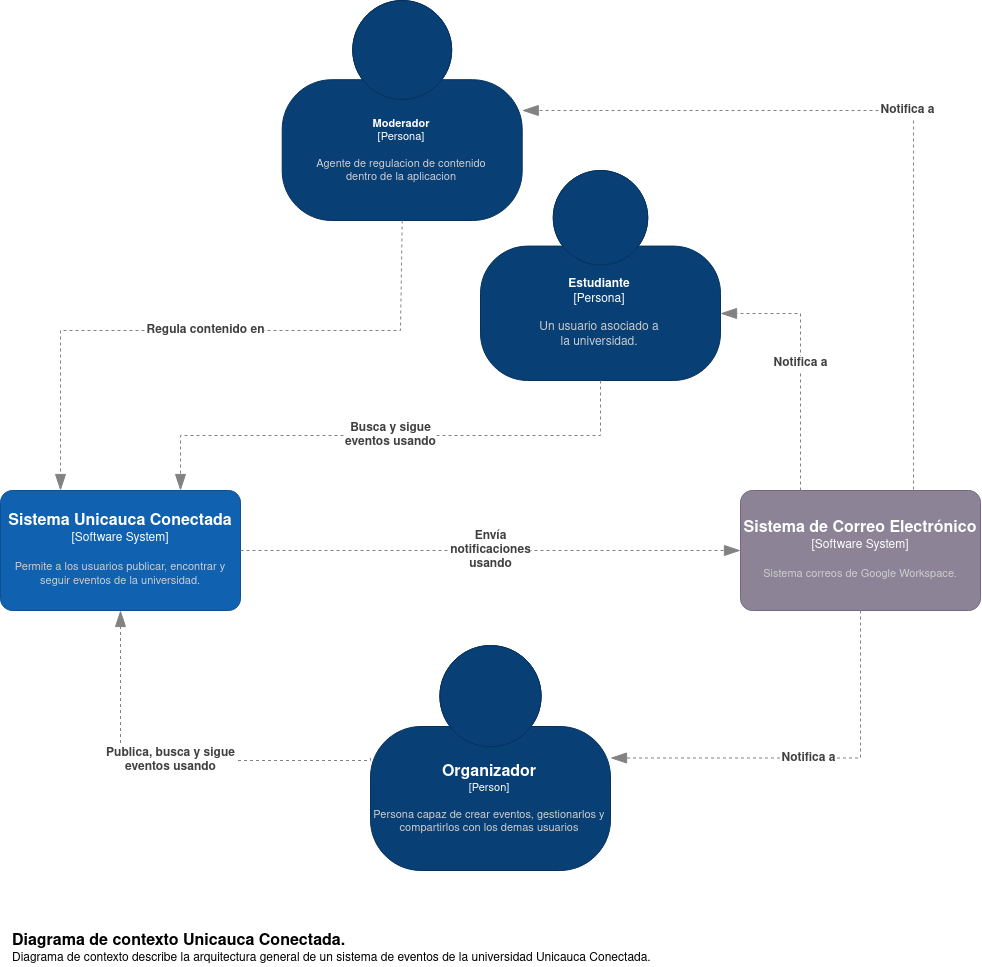 Moderador
[Persona]
Agente de regulacion de contenido
dentro de la aplicacion
Notifica a
Estudiante
[Persona]
Un usuario asociado a
la universidad.
Regula contenido en
Notifica a
Busca y sigue
eventos usando
Sistema Unicauca Conectada
[Software System]
Permite a los usuarios publicar, encontrar y
seguir eventos de la universidad.
Envía
notificaciones
usando
Sistema de Correo Electrónico
[Software System]
Sistema correos de Google Workspace.
Publica, busca y sigue
eventos usando
Organizador
[Person]
Persona capaz de crear eventos, gestionarlos y
compartirlos con los demas usuarios
Notifica a
Diagrama de contexto Unicauca Conectada.
Diagrama de contexto describe la arquitectura general de un sistema de eventos de la universidad Unicauca Conectada.